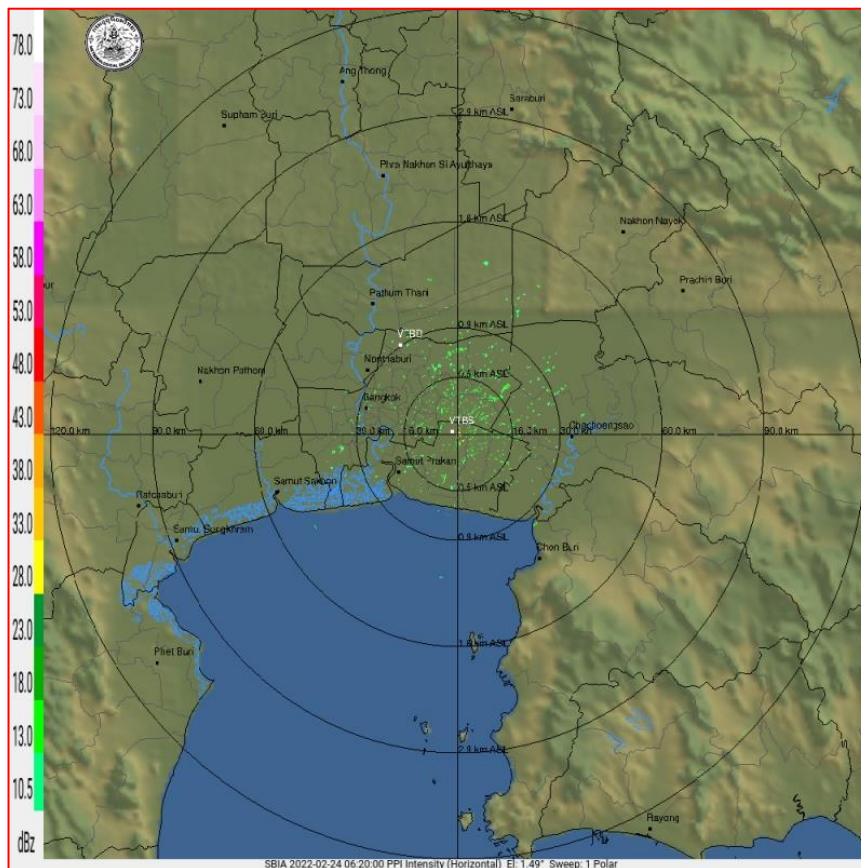 78.0
73.0
68.0
63.0
58.0
53.0
48.0
43.0
38.0
33.0
28.0
23.0
18.0
13.0
10.5
dBz
Ang Thong
Saraburi
2.9 km ASL
Suphan Buri
Phra Nakhon Si Ayutthaya
1.8 km ASL
Nakhon Nayok
Prachin Buri
Pathum Thani
0.9 km ASL
VTBD
Nonthaburi
Nakhon Pathom
0.5 km ASL
Bangkok
VTBS
Chachoengsao
120.0 km
90.0 km
60.0 km
30.0 km
16.0 km
16.0 km
30.0 km
60.0 km
90.0 km
Samut Prakan
Samut Sakhon
0.5 km ASL
Ratchaburi
Samut Songkhram
0.9 km ASL
Chon Buri
1.8 km ASL
Phet Buri
2.9 km ASL
Rayong
SBIA 2022-02-24 06:20:00 PPI Intensity (Horizontal) El: 1.49° Sweep: 1 Polar